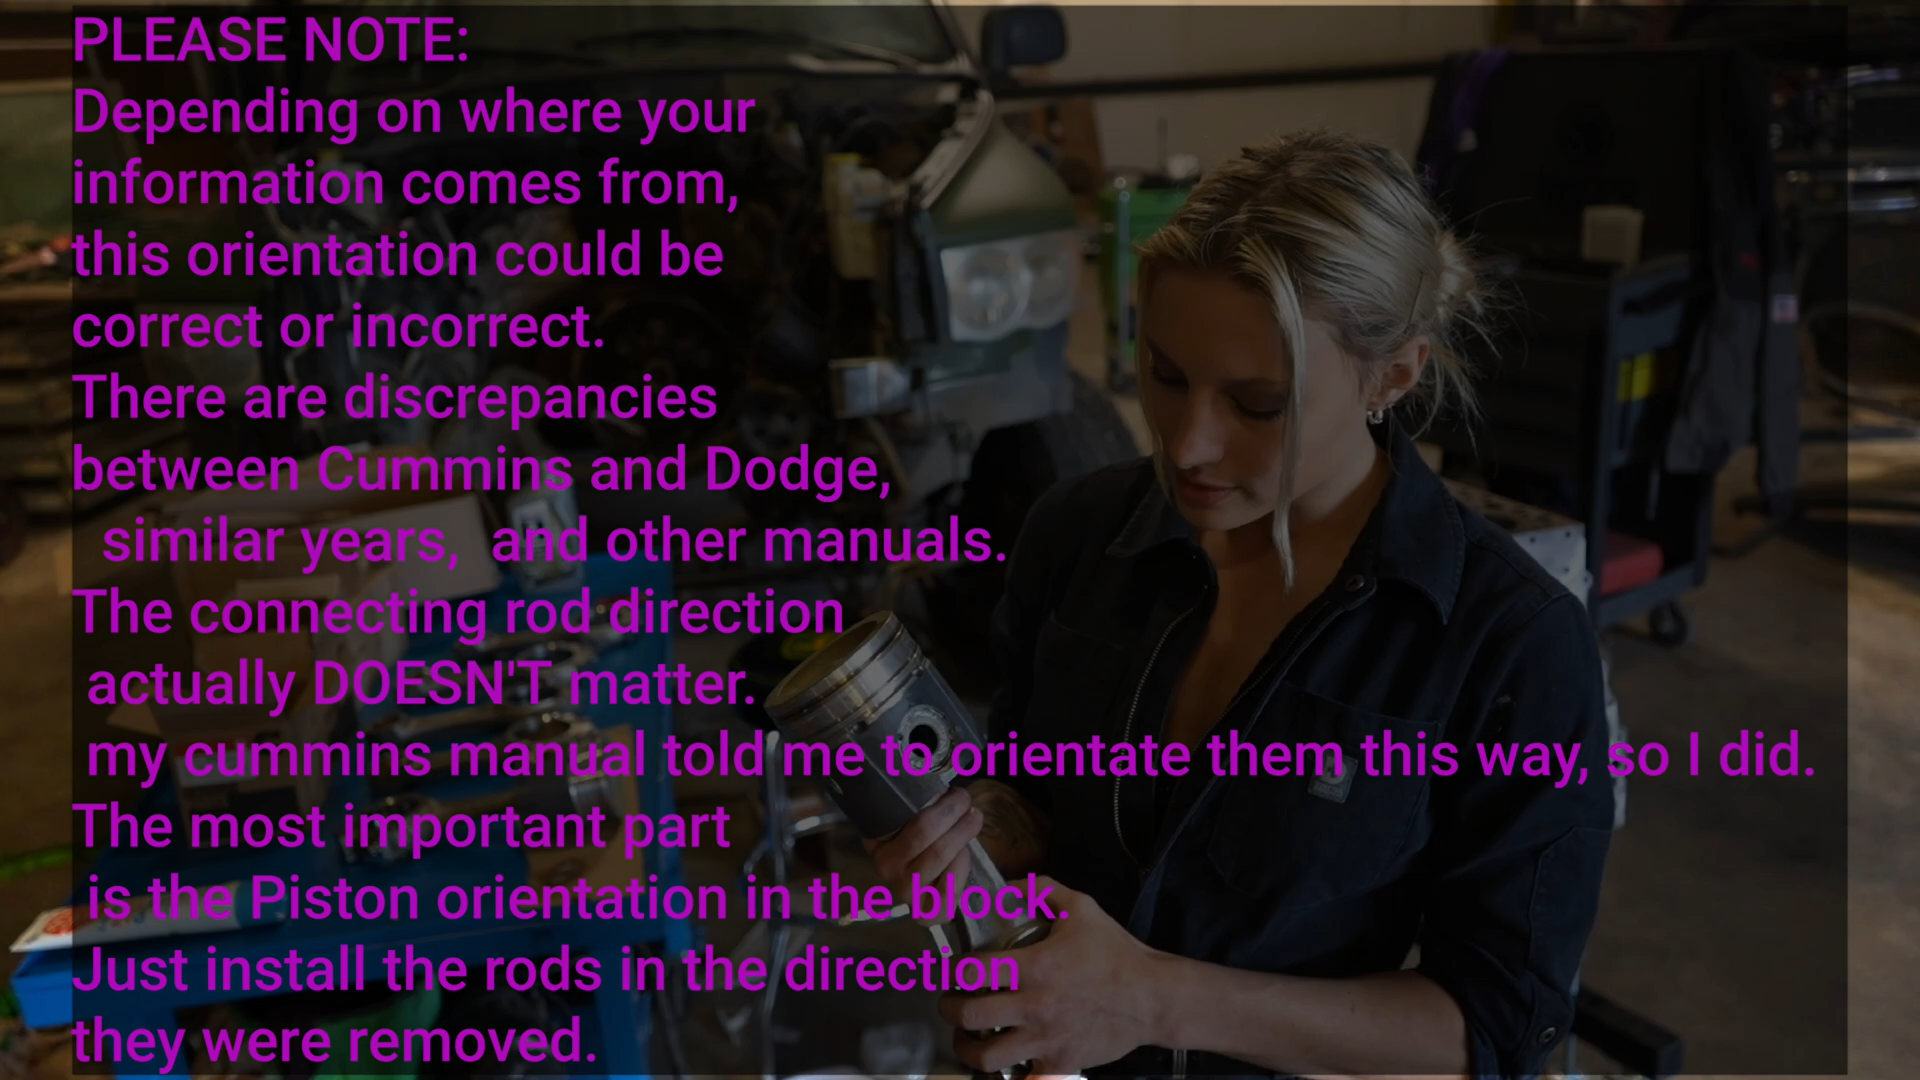 PLEASE NOTE:
Depending on where your
information comes from,
this orientation could be
correct or incorrect.
There are discrepancies
between Cummins and Dodge,
similar years, and other manuals.
The connecting rod direction
actually DOESN'T matter.
my cummins manual told me to orientate them this way, so I did.
The most important part
is the Piston orientation in the block.
Just install the rods in the direction
they were removed.